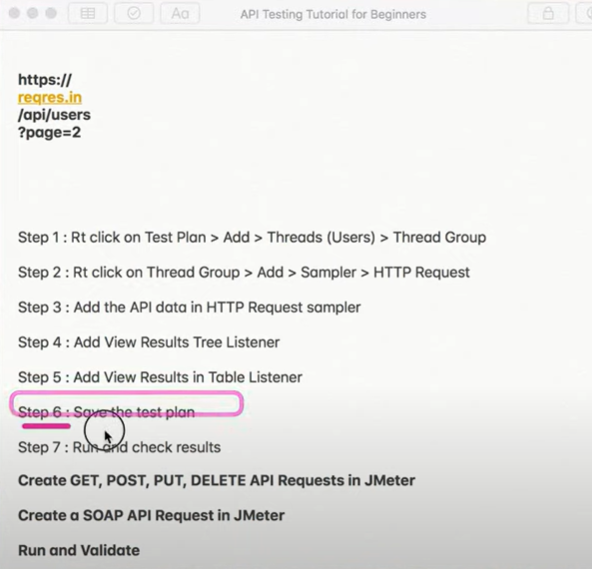 Aa
API Testing Tutorial for Beginners
https://
reqres.in
/api/users
?page=2
Step 1 : Rt click on Test Plan > Add > Threads (Users) > Thread Group
Step 2 : Rt click on Thread Group > Add > Sampler > HTTP Request
Step 3 : Add the API data in HTTP Request sampler
Step 4 : Add View Results Tree Listener
Step 5 : Add View Results in Table Listener
Step 6 : Save the test plan
Step 7 : Run and check results
Create GET, POST, PUT, DELETE API Requests in JMeter
Create a SOAP API Request in JMeter
Run and Validate